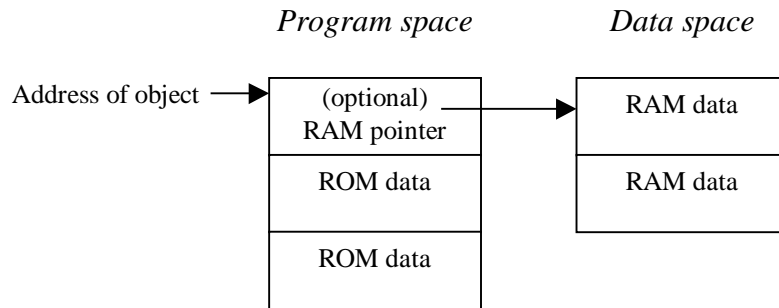 Program space
Data space
Address of object
(optional)
RAM pointer
ROM data
ROM data
RAM data
RAM data